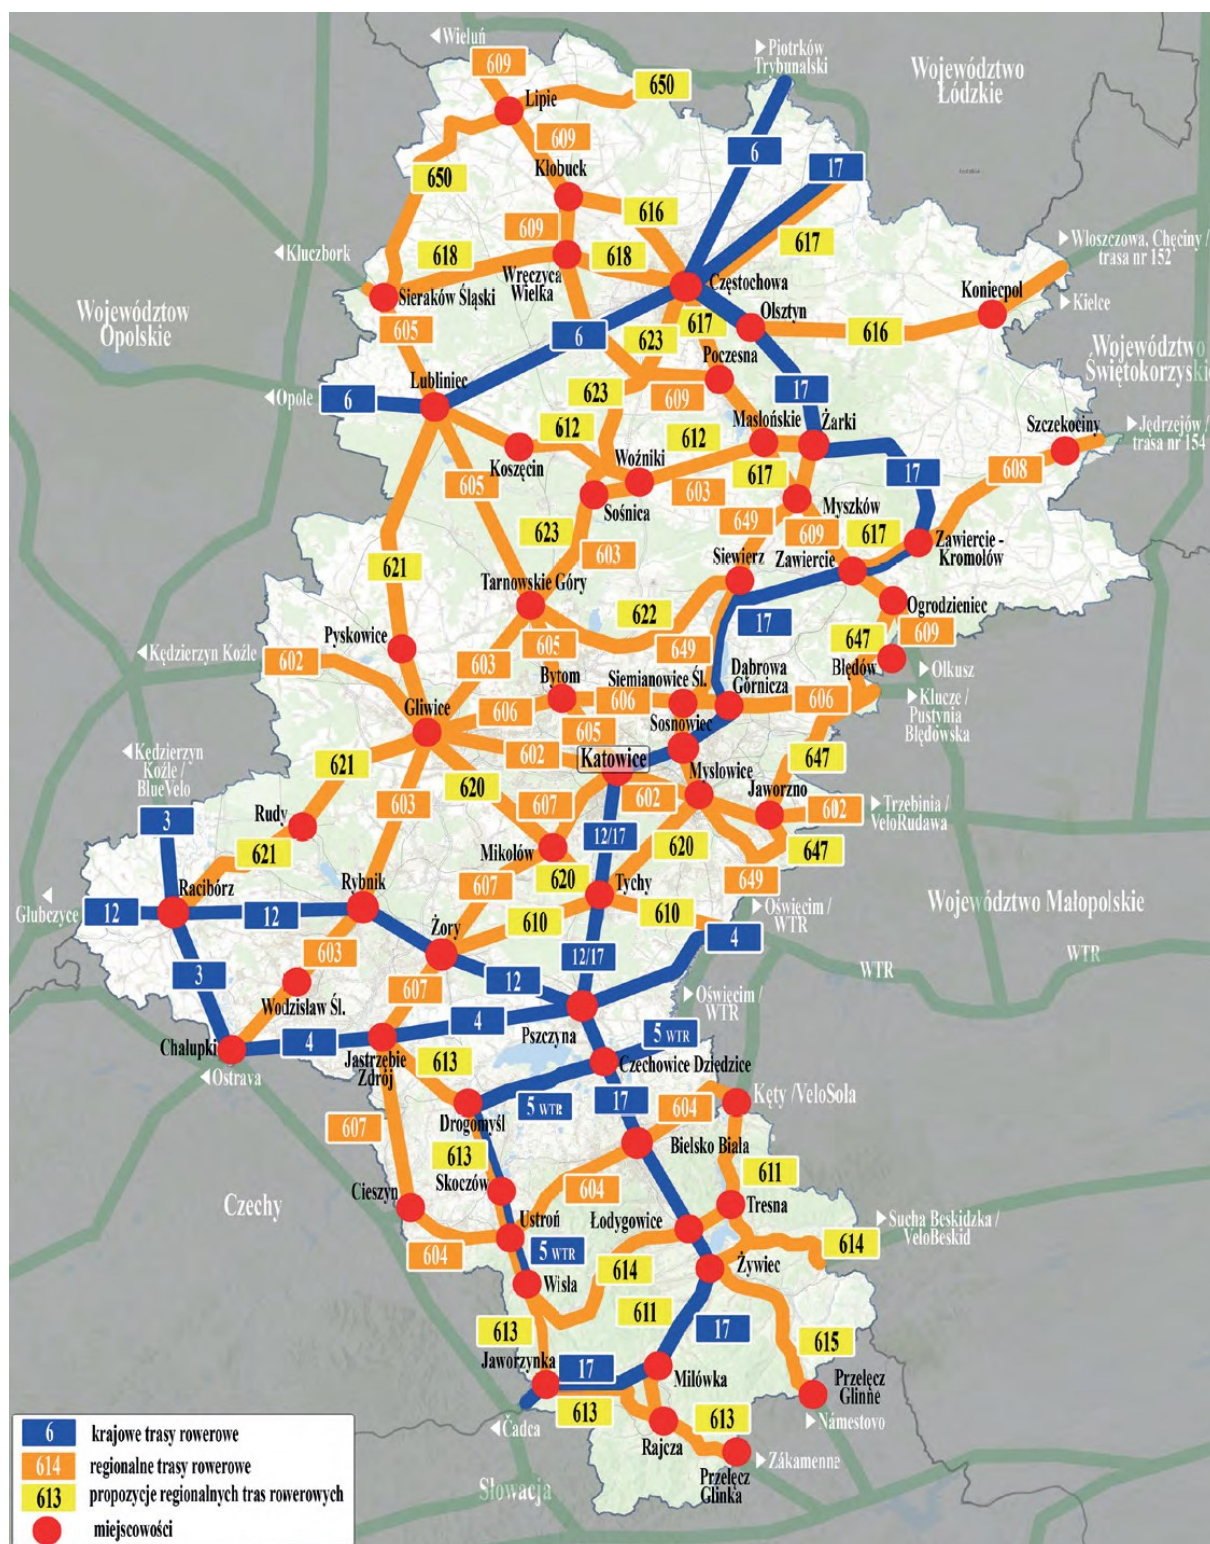 Wieluń
Piotrków
Trybunalski
Województwo
Łódzkie
609
650
Lipie
6
17
609
Kłobuck
650
616
609
617
Włoszczowa, Chęciny /
trasa nr 152
Kluczbork
618
618
Częstochowa
Wręczyca
Wielka
Koniecpol
Kielce
Sieraków Śląski
Olsztyn
Województow
Opolskie
605
6
623
617
616
Województwo
Świętokorzyskie
Poczesna
Opole
6
Lubliniec
623
609
17
Masłońskie
Żarki
Szczekociny
Jędrzejów /
trasa nr 154
612
612
Koszęcin
Woźniki
617
17
608
605
603
Myszków
Sośnica
649
623
609
617
603
Siewierz
Zawiercie
Zawiercie -
Kromołów
621
Tarnowskie Góry
Ogrodzieniec
622
17
609
Pyskowice
605
649
647
Błędów
Kędzierzyn Koźle
602
603
Olkusz
Bytom
Siemianowice Śl.
Dąbrowa
Górnicza
Klucze /
Pustynia
Błędowska
Gliwice
606
606
606
605
Sosnowiec
Kędzierzyn
Koźle /
BlueVelo
602
Katowice
621
647
Mysłowice
Jaworzno
603
620
607
602
602
Trzebinia /
VeloRudawa
3
Rudy
12/17
620
647
621
Mikołów
Racibórz
Rybnik
607
620
Tychy
649
Głubczyce
12
12
Żory
610
610
Oświęcim /
WTR
Województwo Małopolskie
4
603
12/17
WTR
WTR
3
12
Wodzisław Śl.
607
Oświęcim /
WTR
Pszczyna
4
4
5 WTR
Chałupki
Jastrzębie
Zdrój
613
Czechowice Dziedzice
Ostrava
5 WTR
17
604
Kęty /VeloSoła
Drogomyśl
607
Bielsko Biała
613
611
Skoczów
Cieszyn
604
Tresna
Czechy
Ustroń
Łodygowice
Sucha Beskidzka /
VeloBeskid
604
5 WTR
614
614
Żywiec
Wisła
611
613
17
615
Jaworzynka
17
Milówka
Przełęcz
Glinne
613
613
Námestovo
Čadca
Rajcza
Zákamenne
Przełęcz
Glinka
Słowacja
6 krajowe trasy rowerowe
614 regionalne trasy rowerowe
613 propozycje regionalnych tras rowerowych
miejscowości